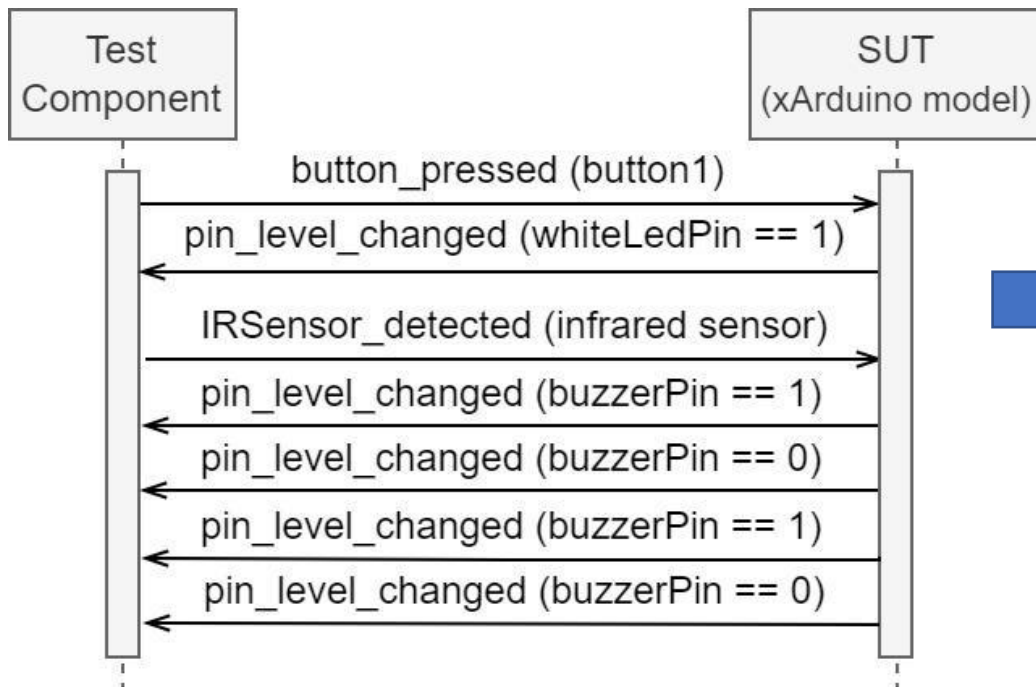 Test
Component
SUT
(xArduino model)
button_pressed (button1)
pin_level_changed (whiteLedPin == 1)
IRSensor_detected (infrared sensor)
pin_level_changed (buzzerPin == 1)
pin_level_changed (buzzerPin == 0)
pin_level_changed (buzzerPin == 1)
pin_level_changed (buzzerPin == 0)